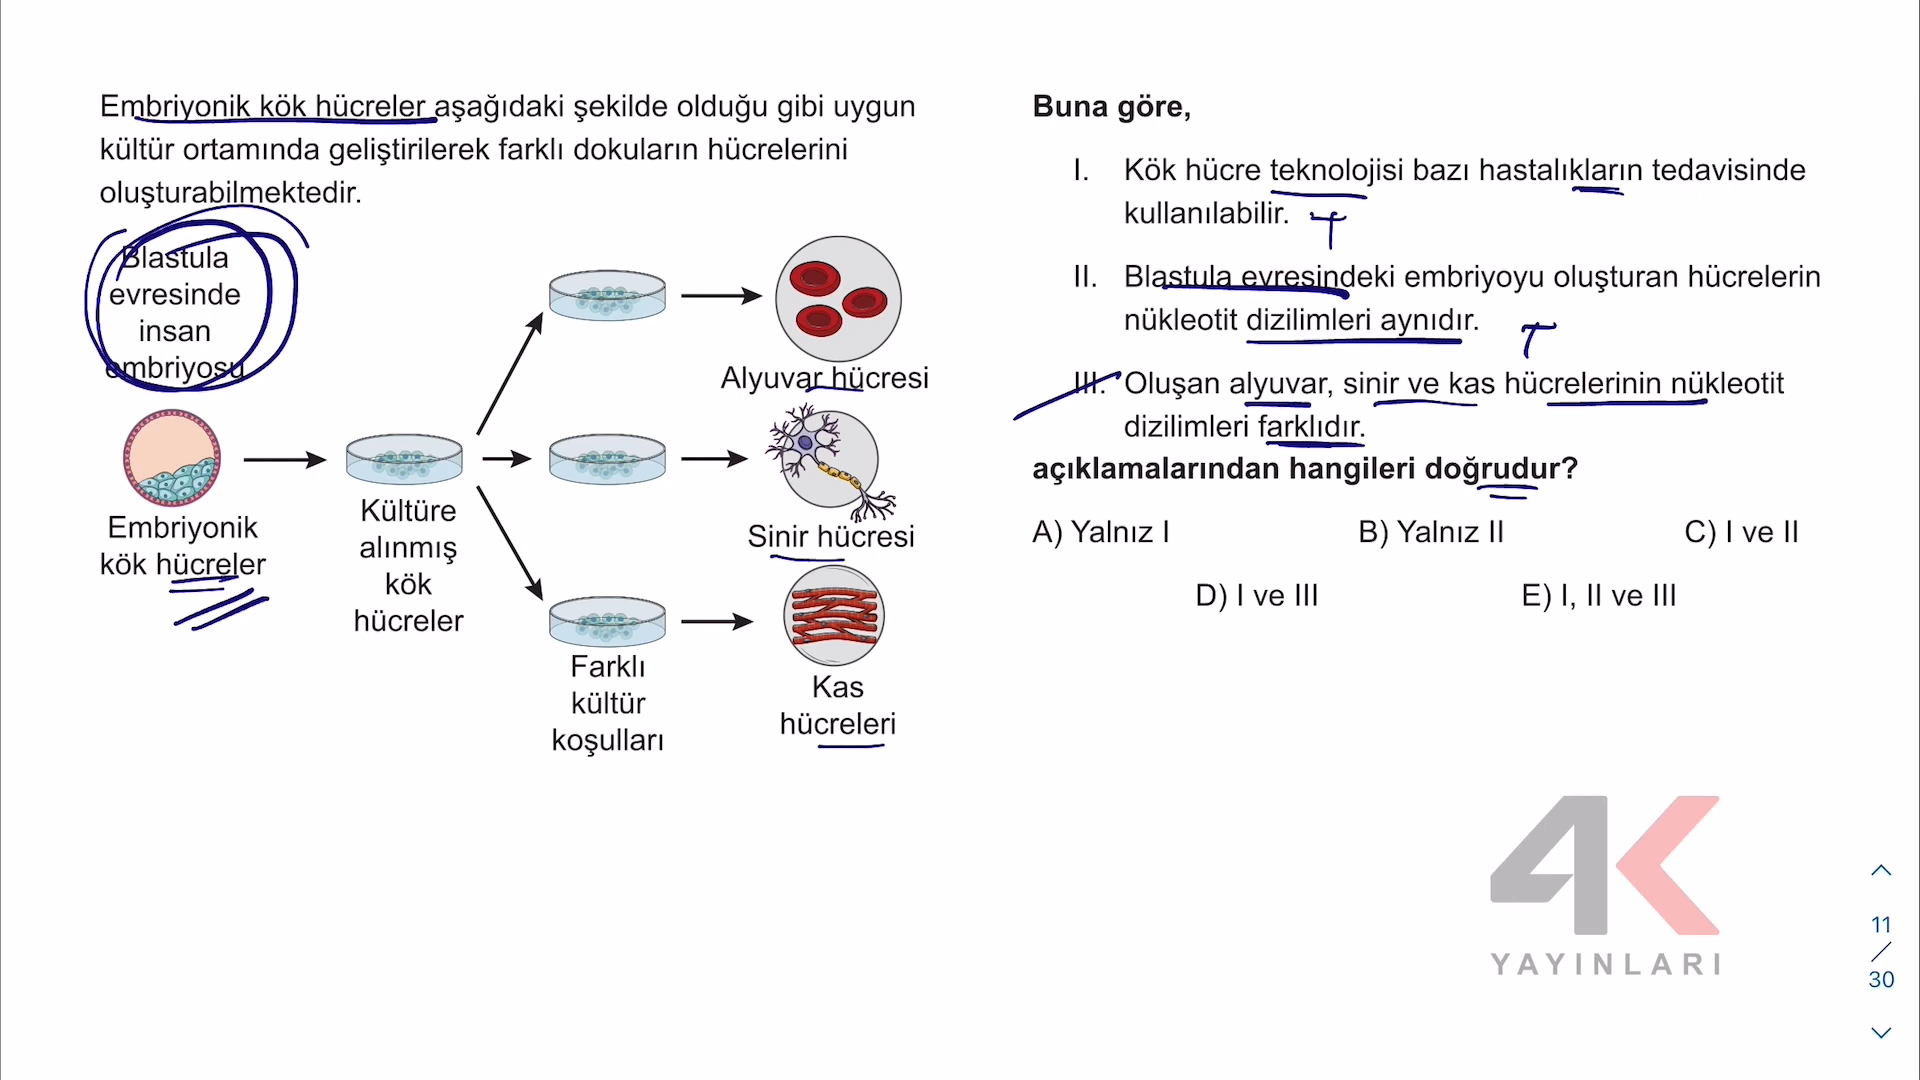 Embriyonik kök hücreler aşağıdaki şekilde olduğu gibi uygun
kültür ortamında geliştirilerek farklı dokuların hücrelerini
oluşturabilmektedir.
Blastula
evresinde
insan
embriyosu
Embriyonik
kök hücreler
Kültüre
alınmış
kök
hücreler
Alyuvar hücresi
Sinir hücresi
Farklı
kültür
koşulları
Kas
hücreleri
Buna göre,
I. Kök hücre teknolojisi bazı hastalıkların tedavisinde
kullanılabilir. T
II. Blastula evresindeki embriyoyu oluşturan hücrelerin
nükleotit dizilimleri aynıdır. T
III. Oluşan alyuvar, sinir ve kas hücrelerinin nükleotit
dizilimleri farklıdır.
açıklamalarından hangileri doğrudur?
A) Yalnız I B) Yalnız II C) I ve II
D) I ve III E) I, II ve III
4K
YAYINLARI
11
/
30